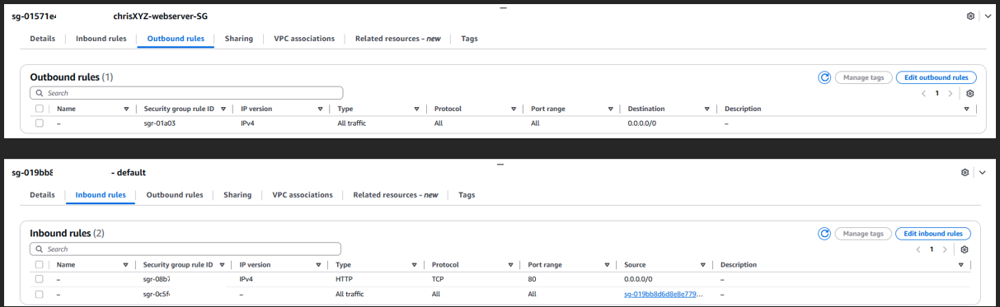 sg-01571e4 chrisXYZ-webserver-SG
Details Inbound rules Outbound rules Sharing VPC associations Related resources - new Tags
Outbound rules (1) Manage tags Edit outbound rules
Search
1
Name Security group rule ID IP version Type Protocol Port range Destination Description
– sgr-01a03 IPv4 All traffic All All 0.0.0.0/0 –
sg-019bb8 - default
Details Inbound rules Outbound rules Sharing VPC associations Related resources - new Tags
Inbound rules (2) Manage tags Edit inbound rules
Search
1
Name Security group rule ID IP version Type Protocol Port range Source Description
– sgr-08b7 IPv4 HTTP TCP 80 0.0.0.0/0 –
– sgr-0c5f – All traffic All All sg-019bb8d6d8e8e779... –